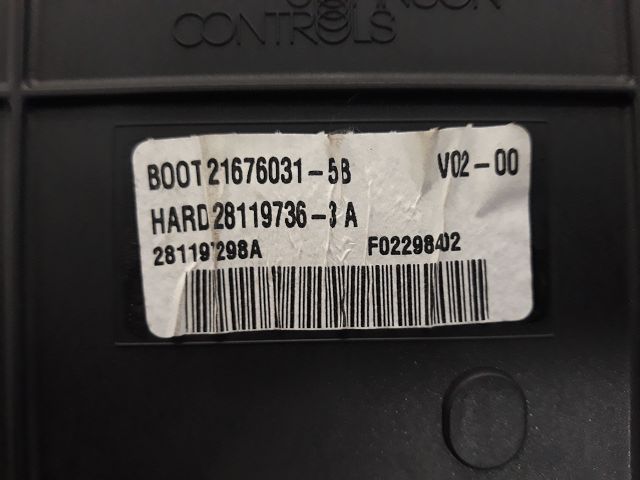 CONTROLS
BOOT 21676031-5B V02-00
HARD 28119736-3 A
281197298A F02298402